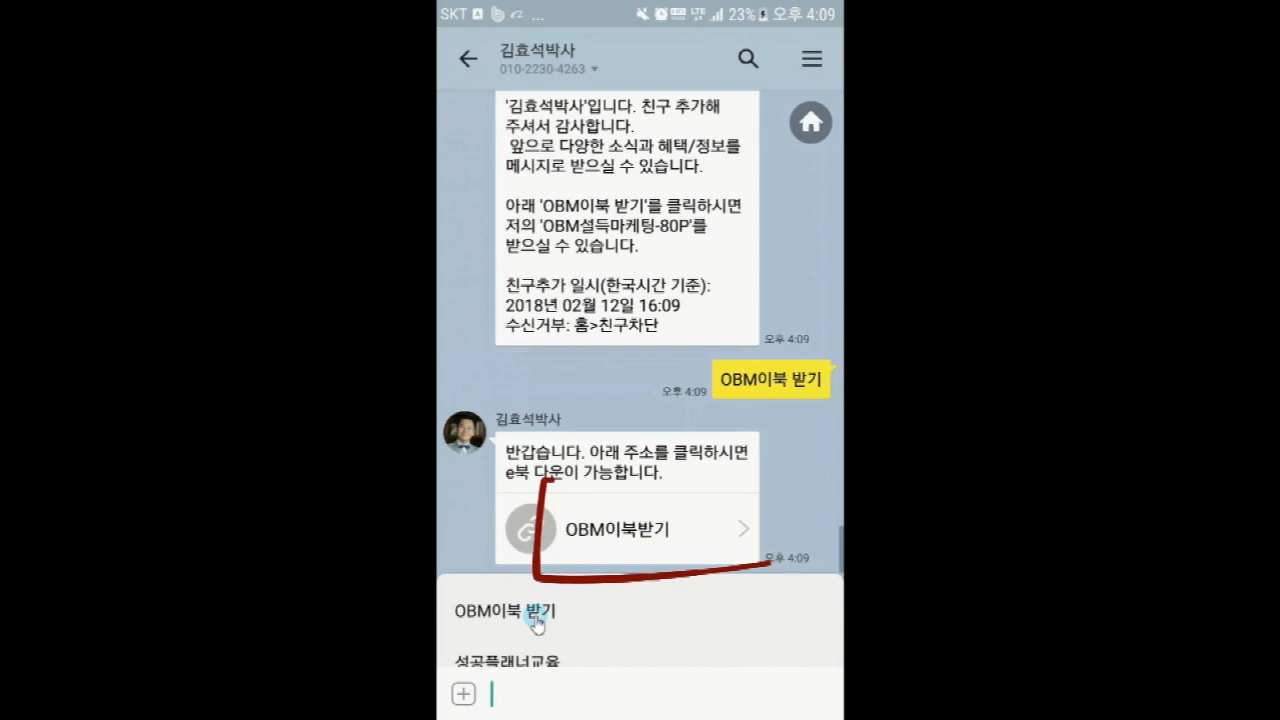 SKT ...
23% 오후 4:09
김효석박사
010-2230-4263
'김효석박사'입니다. 친구 추가해
주셔서 감사합니다.
앞으로 다양한 소식과 혜택/정보를
메시지로 받으실 수 있습니다.
아래 'OBM이북 받기'를 클릭하시면
저의 'OBM설득마케팅-80P'를
받으실 수 있습니다.
친구추가 일시(한국시간 기준):
2018년 02월 12일 16:09
수신거부: 홈>친구차단
오후 4:09
OBM이북 받기
오후 4:09
김효석박사
반갑습니다. 아래 주소를 클릭하시면
e북 다운이 가능합니다.
OBM이북받기
오후 4:09
OBM이북 받기
성공플래너교육